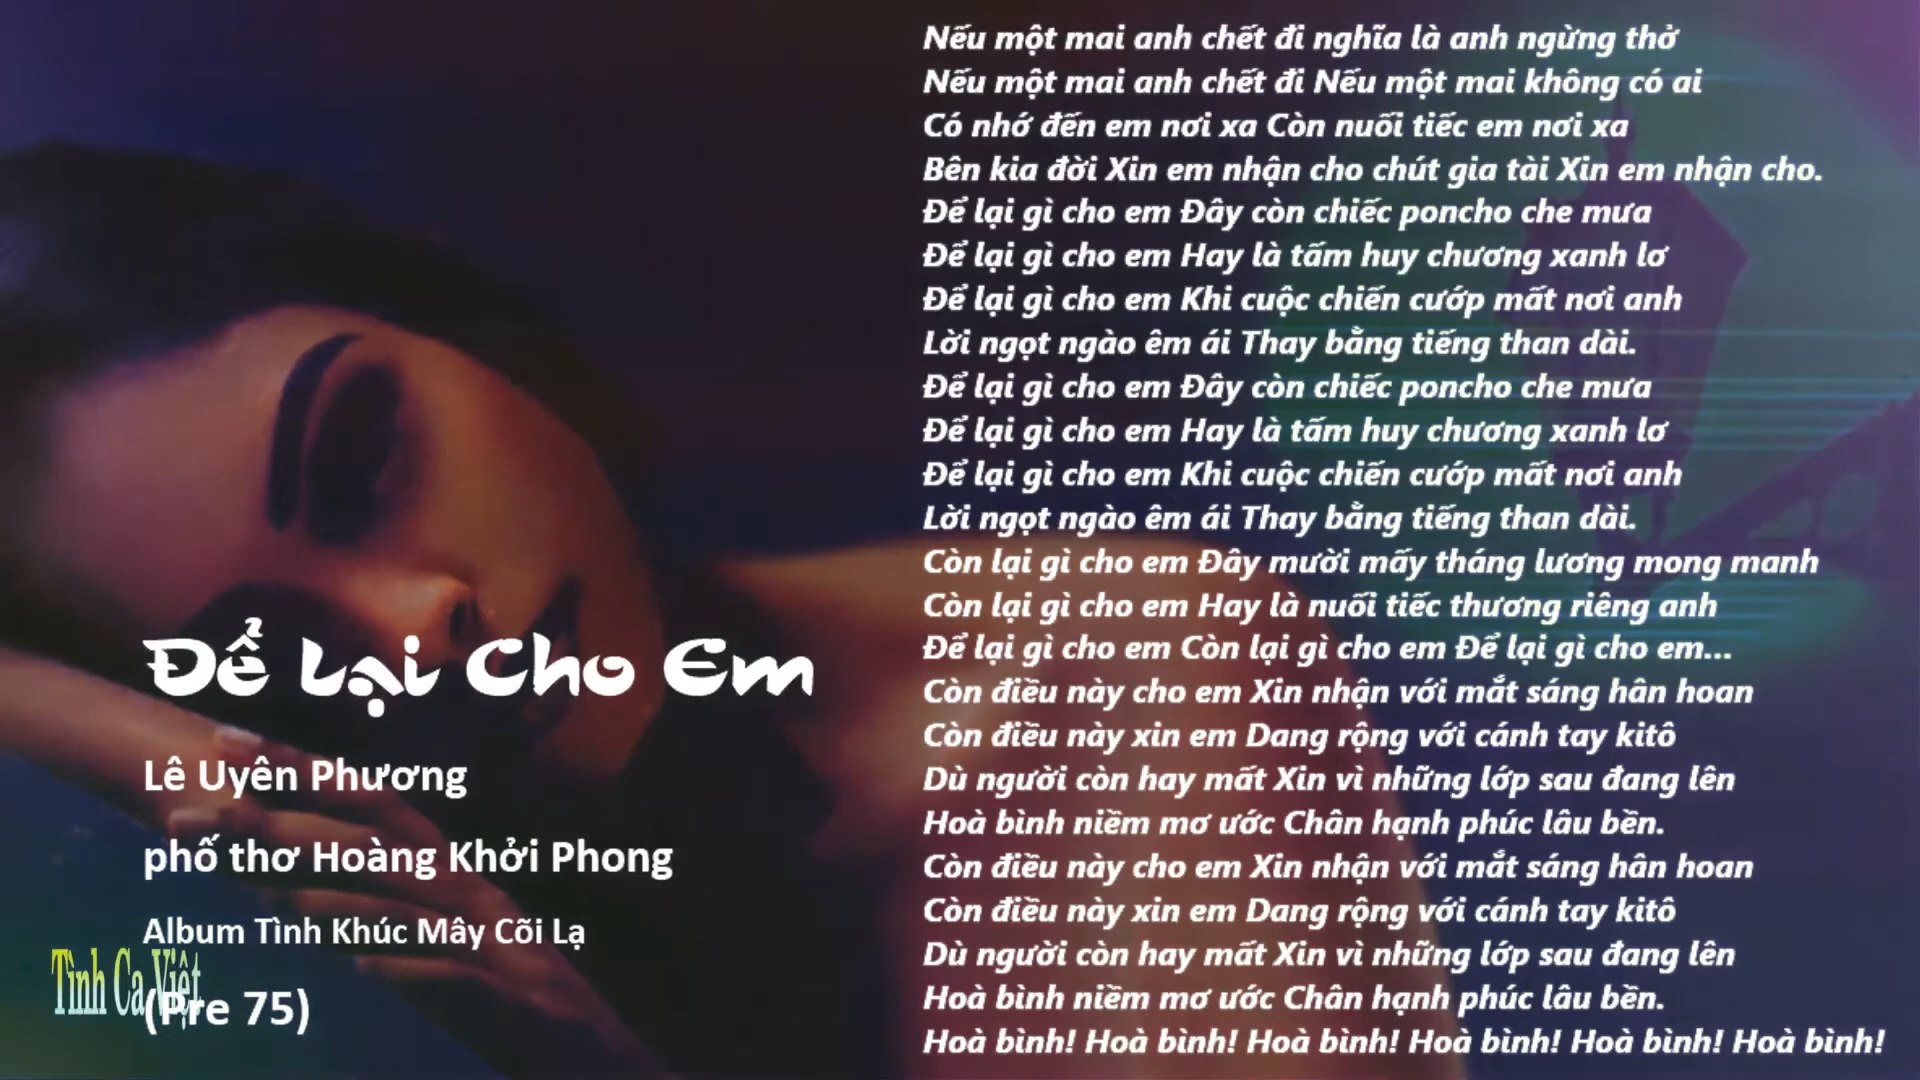 Để Lại Cho Em
Lê Uyên Phương
phố thơ Hoàng Khởi Phong
Album Tình Khúc Mây Cõi Lạ
(Pre 75)
Tình Ca Việt
Nếu một mai anh chết đi nghĩa là anh ngừng thở
Nếu một mai anh chết đi Nếu một mai không có ai
Có nhớ đến em nơi xa Còn nuối tiếc em nơi xa
Bên kia đời Xin em nhận cho chút gia tài Xin em nhận cho.
Để lại gì cho em Đây còn chiếc poncho che mưa
Để lại gì cho em Hay là tấm huy chương xanh lơ
Để lại gì cho em Khi cuộc chiến cướp mất nơi anh
Lời ngọt ngào êm ái Thay bằng tiếng than dài.
Để lại gì cho em Đây còn chiếc poncho che mưa
Để lại gì cho em Hay là tấm huy chương xanh lơ
Để lại gì cho em Khi cuộc chiến cướp mất nơi anh
Lời ngọt ngào êm ái Thay bằng tiếng than dài.
Còn lại gì cho em Đây mười mấy tháng lương mong manh
Còn lại gì cho em Hay là nuối tiếc thương riêng anh
Để lại gì cho em Còn lại gì cho em Để lại gì cho em...
Còn điều này cho em Xin nhận với mắt sáng hân hoan
Còn điều này xin em Dang rộng với cánh tay kitô
Dù người còn hay mất Xin vì những lớp sau đang lên
Hoà bình niềm mơ ước Chân hạnh phúc lâu bền.
Còn điều này cho em Xin nhận với mắt sáng hân hoan
Còn điều này xin em Dang rộng với cánh tay kitô
Dù người còn hay mất Xin vì những lớp sau đang lên
Hoà bình niềm mơ ước Chân hạnh phúc lâu bền.
Hoà bình! Hoà bình! Hoà bình! Hoà bình! Hoà bình! Hoà bình!